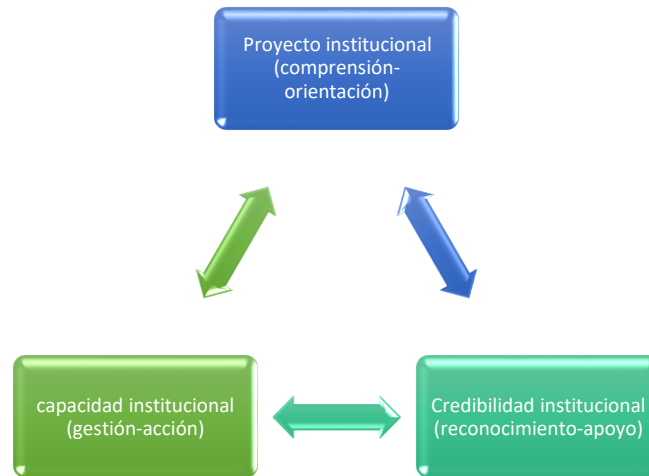 Proyecto institucional
(comprensión-
orientación)
capacidad institucional
(gestión-acción)
Credibilidad institucional
(reconocimiento-apoyo)